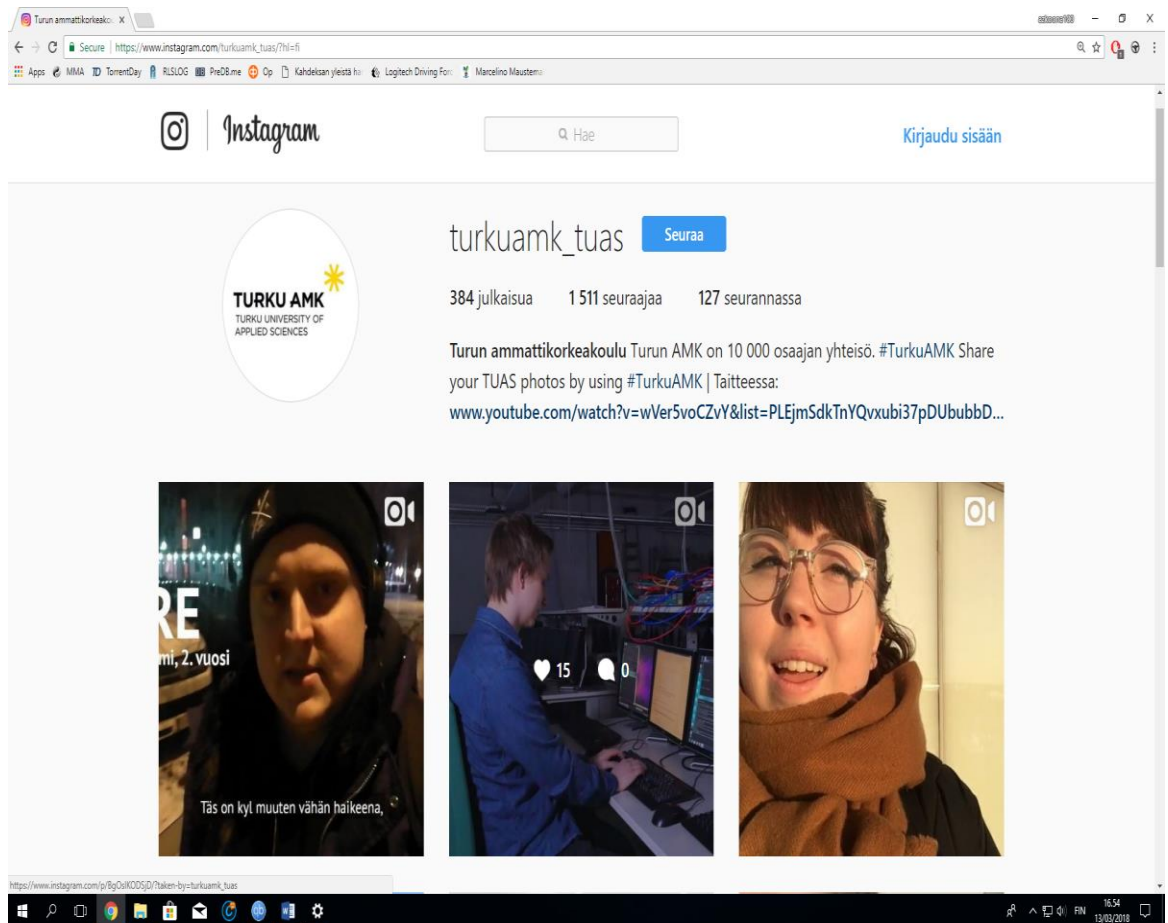 Turun ammattikorkeako
Secure | https://www.instagram.com/turkuamk_tuas/?hl=fi
Apps MMA TorrentDay RLSLOG PreDB.me Op Kahdeksan yleistä ha Logitech Driving For Marcelino Mustema
Instagram
Hae
Kirjaudu sisään
turkuamk_tuas Seuraa
TURKU AMK
TURKU UNIVERSITY OF
APPLIED SCIENCES
384 julkaisua 1 511 seuraajaa 127 seurannassa
Turun ammattikorkeakoulu Turun AMK on 10 000 osaajan yhteisö. #TurkuAMK Share
your TUAS photos by using #TurkuAMK | Taitteessa:
www.youtube.com/watch?v=wVer5voCZvY&list=PLEjmSdkTnYQvxubi37pDUbubbD...
RE
mi, 2. vuosi
15 0
Täs on kyl muuten vähän haikeena,
https://www.instagram.com/p/BgOsIKODSjD/?taken-by=turkuamk_tuas
FIN
16.54
13/03/2018